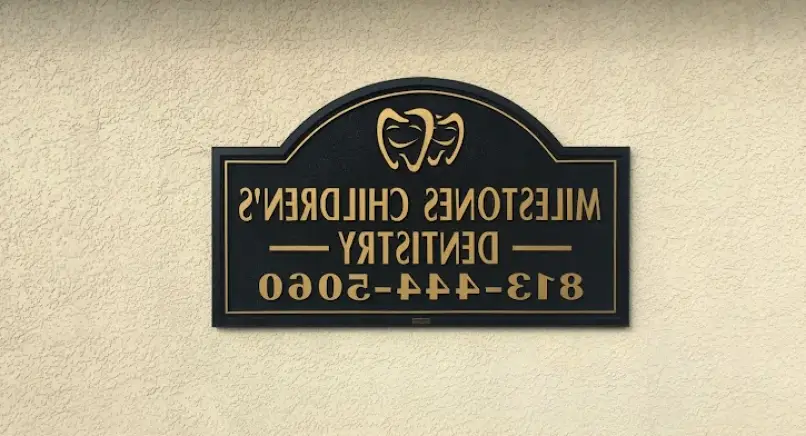 MILESTONES CHILDREN'S
DENTISTRY
813-444-5060